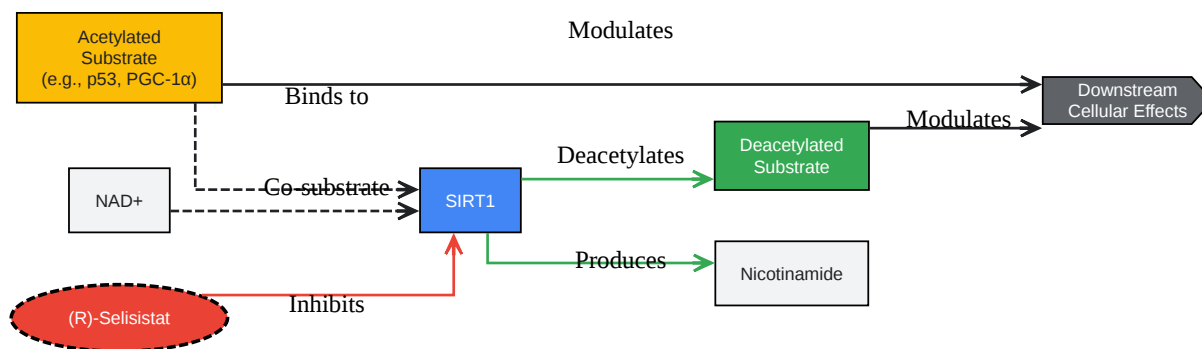 Acetylated
Substrate
(e.g., p53, PGC-1α)
Modulates
Binds to
Downstream
Cellular Effects
Modulates
Deacetylated
Substrate
Deacetylates
NAD+
Co-substrate
SIRT1
Produces
Nicotinamide
(R)-Selisistat
Inhibits